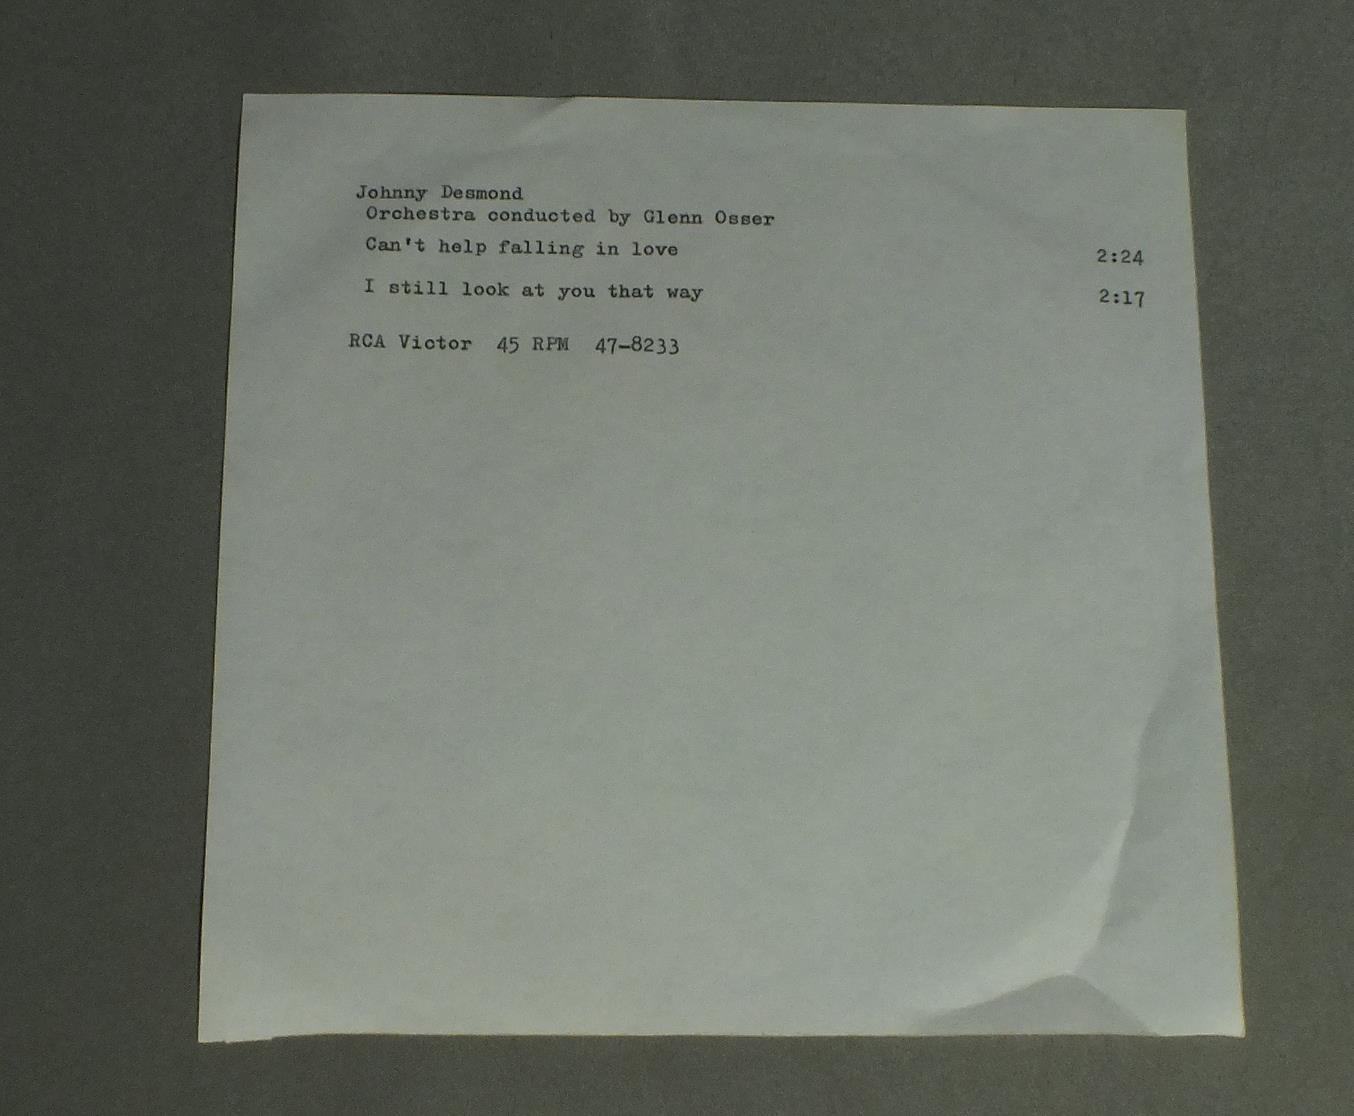 Johnny Desmond
Orchestra conducted by Glenn Osser
Can't help falling in love 2:24
I still look at you that way 2:17
RCA Victor 45 RPM 47-8233